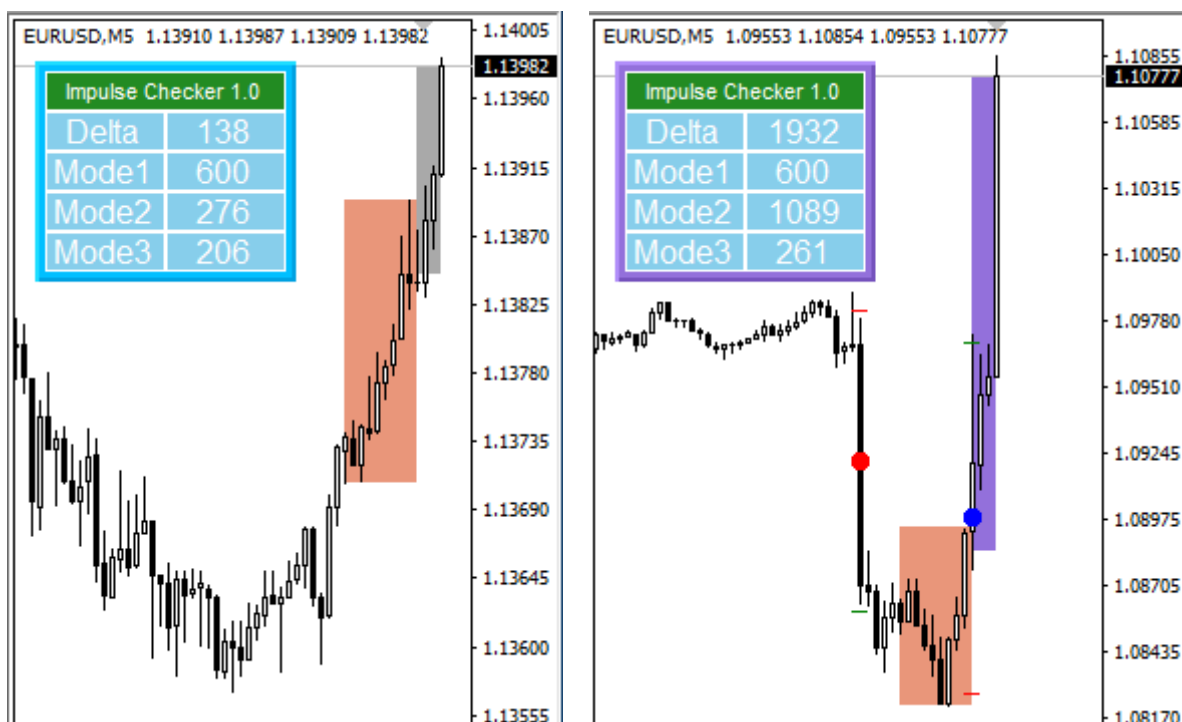 EURUSD,M5 1.13910 1.13987 1.13909 1.13982
Impulse Checker 1.0
Delta 138
Mode1 600
Mode2 276
Mode3 206
1.14005
1.13982
1.13960
1.13915
1.13870
1.13825
1.13780
1.13735
1.13690
1.13645
1.13600
1.13555
EURUSD,M5 1.09553 1.10854 1.09553 1.10777
Impulse Checker 1.0
Delta 1932
Mode1 600
Mode2 1089
Mode3 261
1.10855
1.10777
1.10585
1.10315
1.10050
1.09780
1.09510
1.09245
1.08975
1.08705
1.08435
1.08170